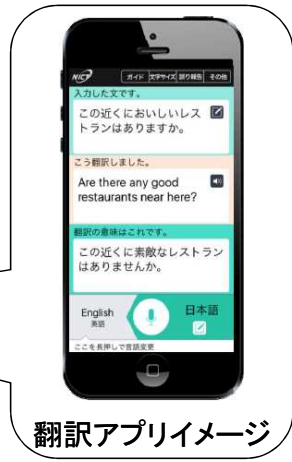 NICT
ガイド 文字サイズ 誤り報告 その他
入力した文です。
この近くにおいしいレス
トランはありますか。
こう翻訳しました。
Are there any good
restaurants near here?
翻訳の意味はこれです。
この近くに素敵なレストラン
はありませんか。
English
英語
日本語
ここを長押しで言語変更
翻訳アプリイメージ